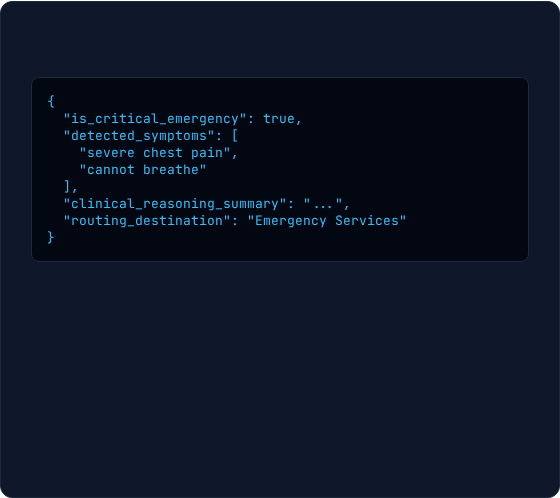 {
  "is_critical_emergency": true,
  "detected_symptoms": [
    "severe chest pain",
    "cannot breathe"
  ],
  "clinical_reasoning_summary": "...",
  "routing_destination": "Emergency Services"
}